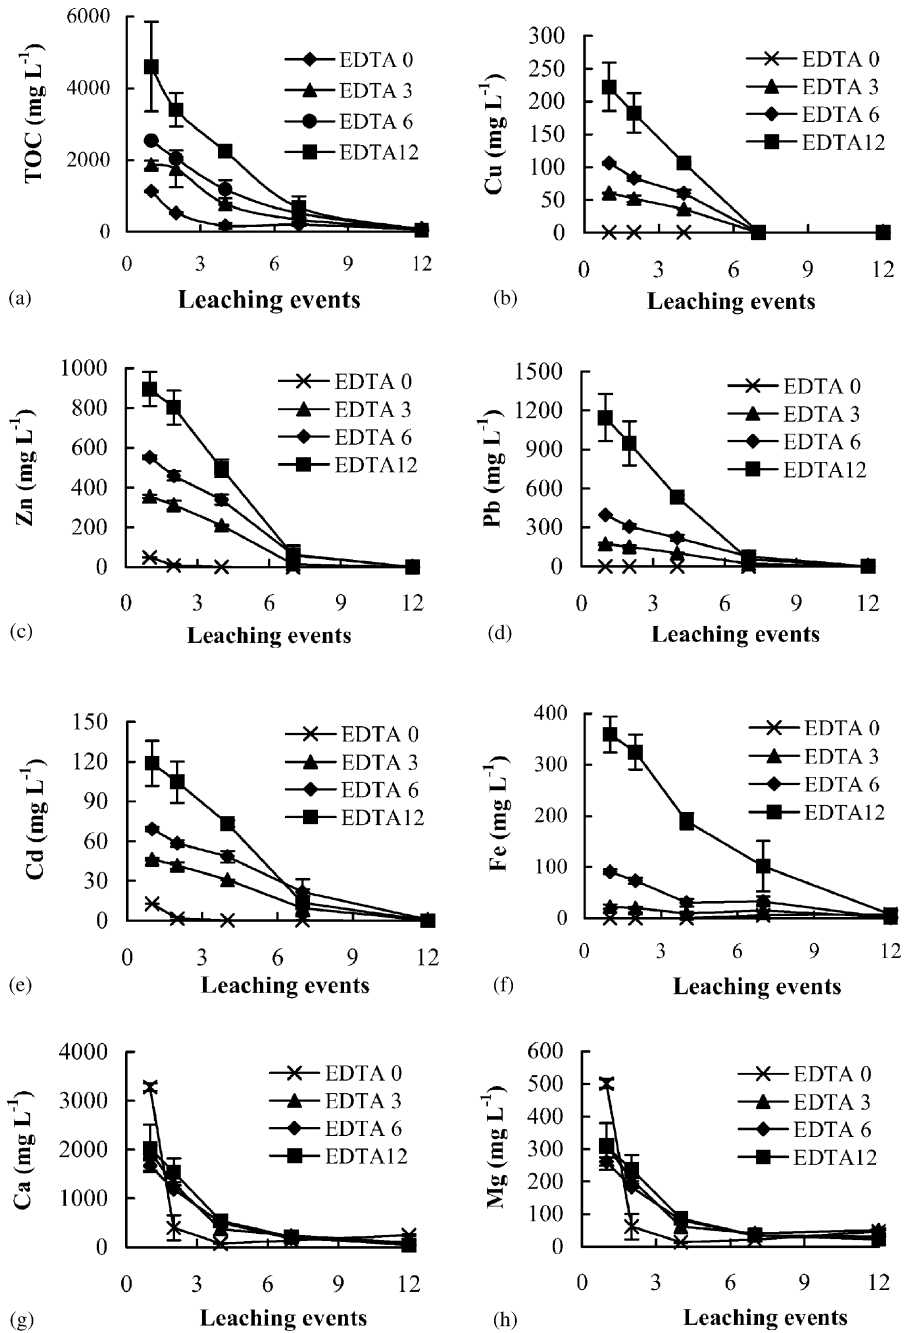 6000
4000
2000
0
TOC (mg L-1)
EDTA 0
EDTA 3
EDTA 6
EDTA12
0 3 6 9 12
(a) Leaching events
300
250
200
150
100
50
0
Cu (mg L-1)
EDTA 0
EDTA 3
EDTA 6
EDTA12
0 3 6 9 12
(b) Leaching events
1000
800
600
400
200
0
Zn (mg L-1)
EDTA 0
EDTA 3
EDTA 6
EDTA12
0 3 6 9 12
(c) Leaching events
1500
1200
900
600
300
0
Pb (mg L-1)
EDTA 0
EDTA 3
EDTA 6
EDTA12
0 3 6 9 12
(d) Leaching events
150
120
90
60
30
0
Cd (mg L-1)
EDTA 0
EDTA 3
EDTA 6
EDTA12
0 3 6 9 12
(e) Leaching events
400
300
200
100
0
Fe (mg L-1)
EDTA 0
EDTA 3
EDTA 6
EDTA12
0 3 6 9 12
(f) Leaching events
4000
3000
2000
1000
0
Ca (mg L-1)
EDTA 0
EDTA 3
EDTA 6
EDTA12
0 3 6 9 12
(g) Leaching events
600
500
400
300
200
100
0
Mg (mg L-1)
EDTA 0
EDTA 3
EDTA 6
EDTA12
0 3 6 9 12
(h) Leaching events